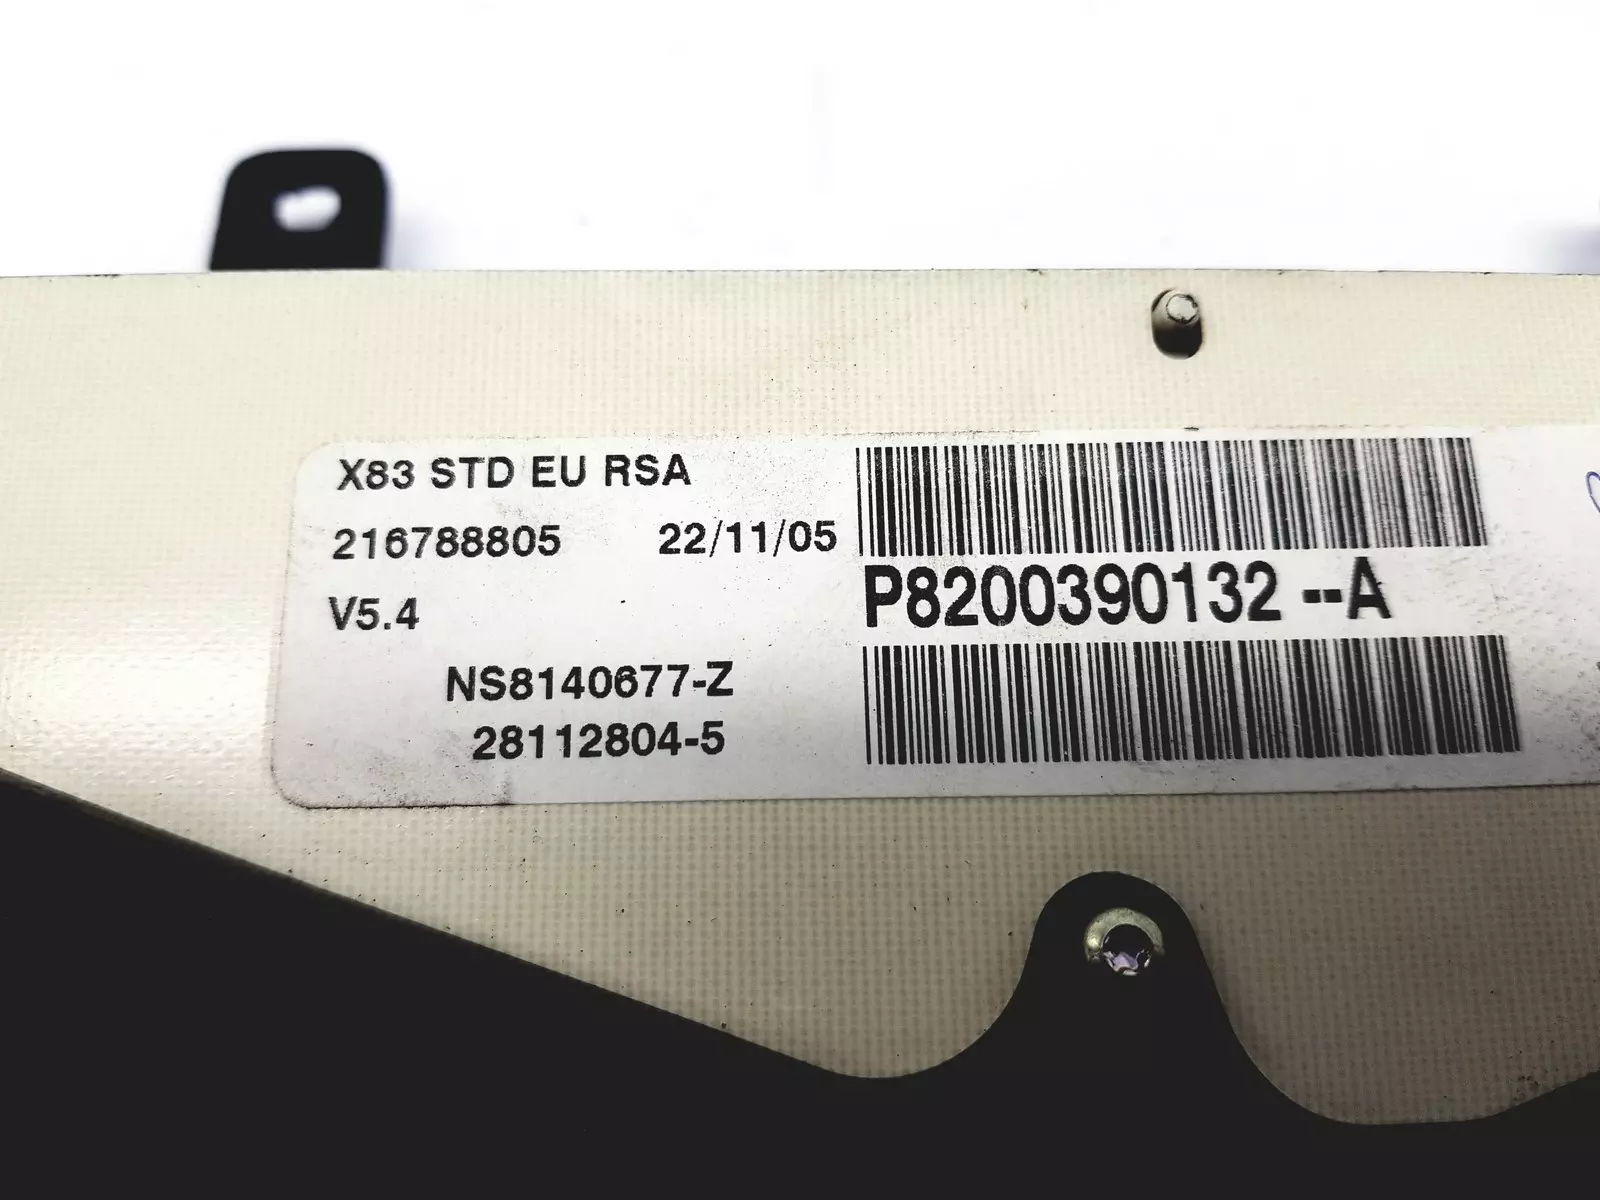 X83 STD EU RSA
216788805 22/11/05
V5.4
NS8140677-Z
28112804-5
P8200390132 --A